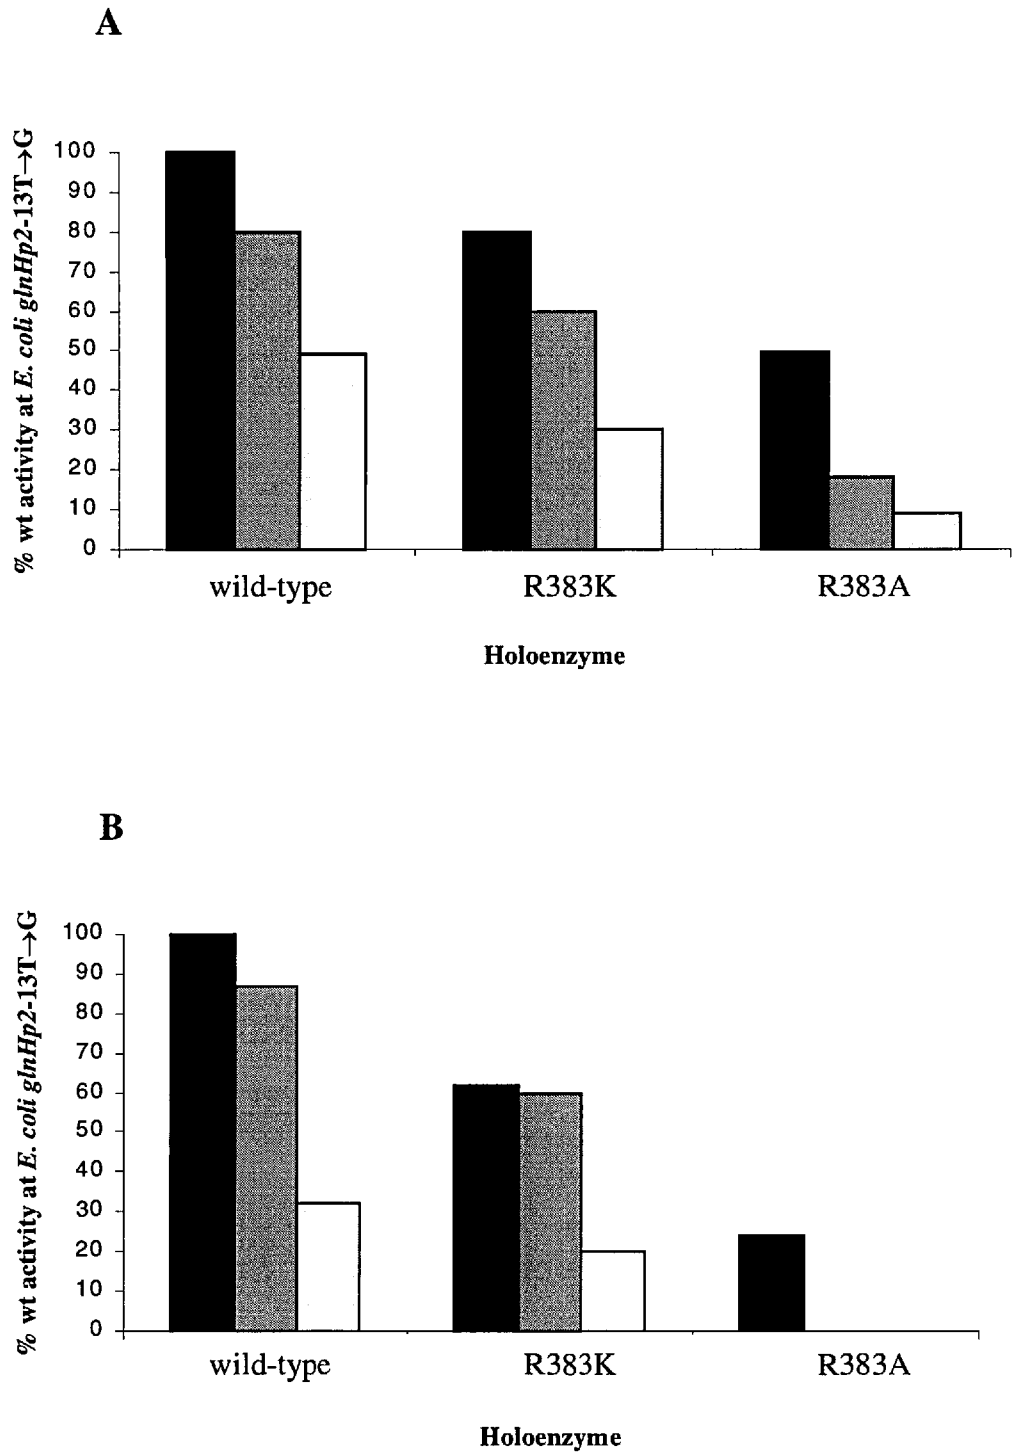 A
% wt activity at E. coli glnHp2-13T→G
100
90
80
70
60
50
40
30
20
10
0
wild-type R383K R383A
Holoenzyme
B
% wt activity at E. coli glnHp2-13T→G
100
90
80
70
60
50
40
30
20
10
0
wild-type R383K R383A
Holoenzyme